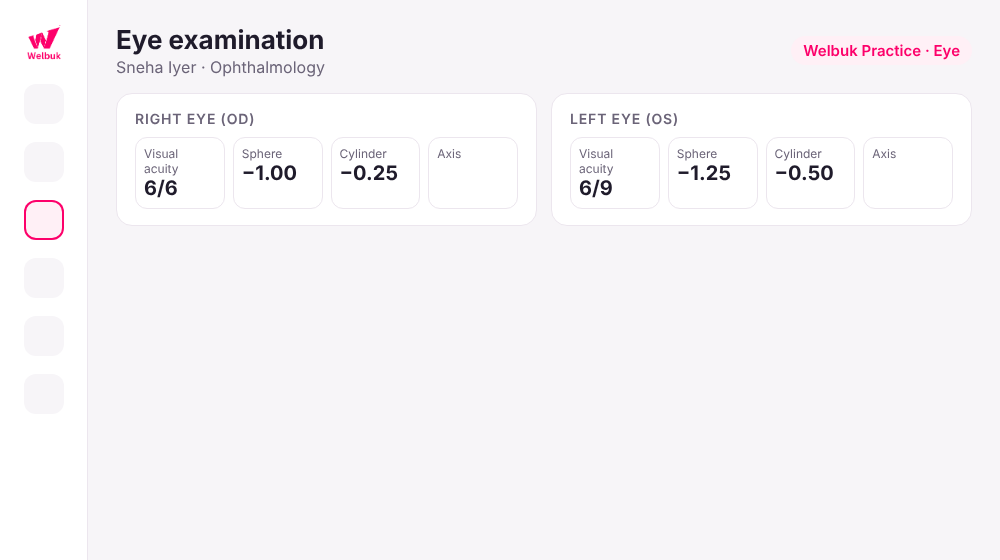 Welbuk
Eye examination
Sneha Iyer · Ophthalmology
Welbuk Practice · Eye
RIGHT EYE (OD)
Visual
acuity
6/6
Sphere
−1.00
Cylinder
−0.25
Axis
LEFT EYE (OS)
Visual
acuity
6/9
Sphere
−1.25
Cylinder
−0.50
Axis